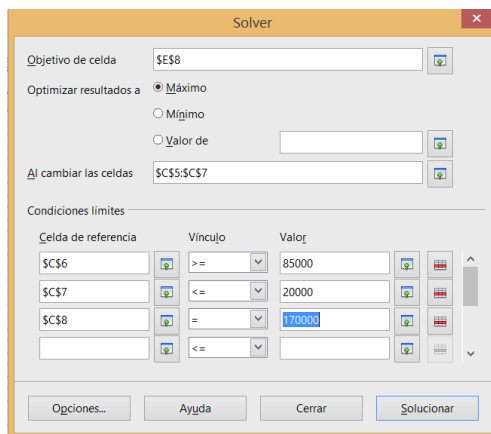 Solver
Objetivo de celda $E$8
Optimizar resultados a Máximo
Mínimo
Valor de
Al cambiar las celdas $C$5:$C$7
Condiciones límites
Celda de referencia Vínculo Valor
$C$6 >= 85000
$C$7 <= 20000
$C$8 = 170000
<=
Opciones... Ayuda Cerrar Solucionar